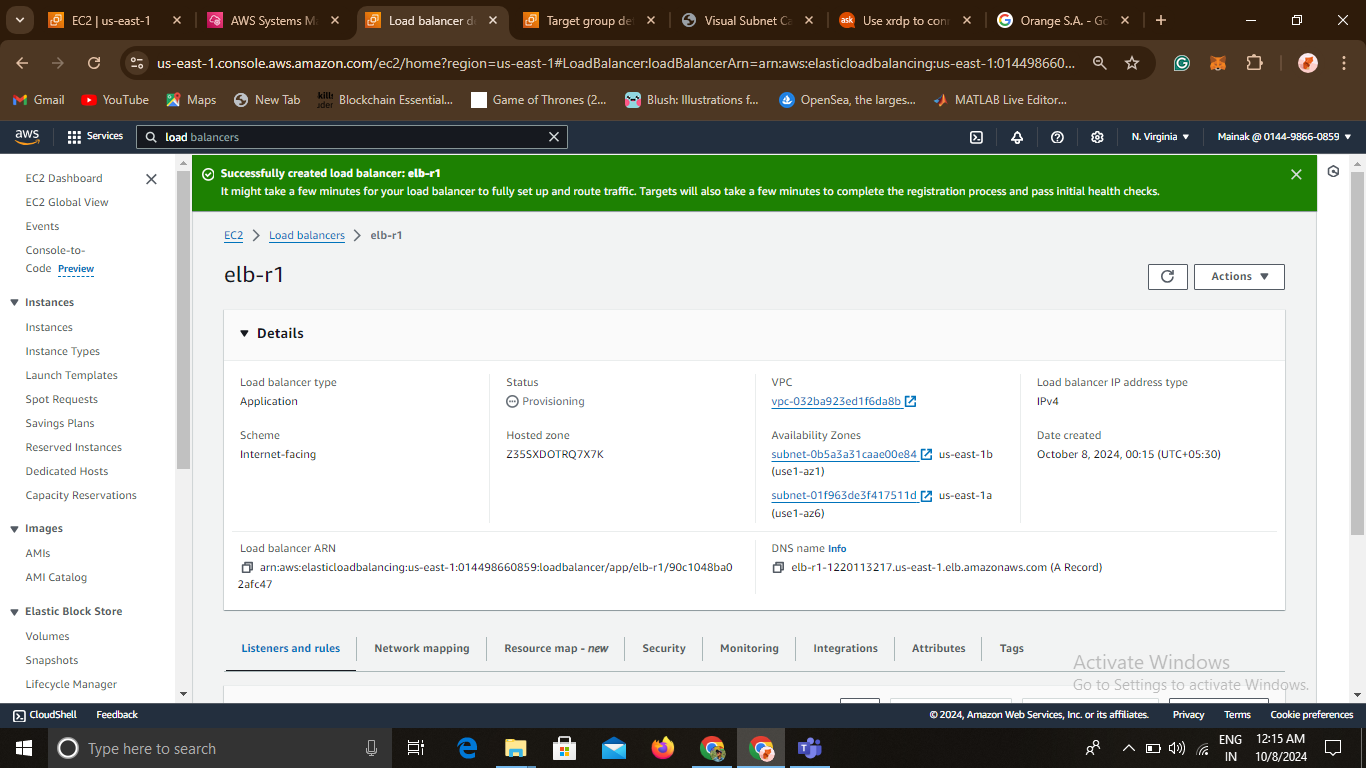 EC2 | us-east-1
AWS Systems Ma
Load balancer de
Target group det
Visual Subnet Ca
Use xrdp to conn
Orange S.A. - Go
us-east-1.console.aws.amazon.com/ec2/home?region=us-east-1#LoadBalancer:loadBalancerArn=arn:aws:elasticloadbalancing:us-east-1:014498660...
Gmail
YouTube
Maps
New Tab
Blockchain Essential...
Game of Thrones (2...
Blush: Illustrations f...
OpenSea, the larges...
MATLAB Live Editor...
aws
Services
load balancers
N. Virginia
Mainak @ 0144-9866-0859
EC2 Dashboard
EC2 Global View
Events
Console-to-
Code Preview
Instances
Instances
Instance Types
Launch Templates
Spot Requests
Savings Plans
Reserved Instances
Dedicated Hosts
Capacity Reservations
Images
AMIs
AMI Catalog
Elastic Block Store
Volumes
Snapshots
Lifecycle Manager
Successfully created load balancer: elb-r1
It might take a few minutes for your load balancer to fully set up and route traffic. Targets will also take a few minutes to complete the registration process and pass initial health checks.
EC2 > Load balancers > elb-r1
elb-r1
Actions
Details
Load balancer type
Application
Status
Provisioning
VPC
vpc-032ba923ed1f6da8b
Load balancer IP address type
IPv4
Scheme
Internet-facing
Hosted zone
Z35SXDOTRQ7X7K
Availability Zones
subnet-0b5a3a31caae00e84 us-east-1b
(use1-az1)
subnet-01f963de3f417511d us-east-1a
(use1-az6)
Date created
October 8, 2024, 00:15 (UTC+05:30)
Load balancer ARN
arn:aws:elasticloadbalancing:us-east-1:014498660859:loadbalancer/app/elb-r1/90c1048ba0
2afc47
DNS name Info
elb-r1-1220113217.us-east-1.elb.amazonaws.com (A Record)
Listeners and rules
Network mapping
Resource map - new
Security
Monitoring
Integrations
Attributes
Tags
Activate Windows
Go to Settings to activate Windows.
CloudShell
Feedback
© 2024, Amazon Web Services, Inc. or its affiliates.
Privacy
Terms
Cookie preferences
Type here to search
ENG
IN
12:15 AM
10/8/2024